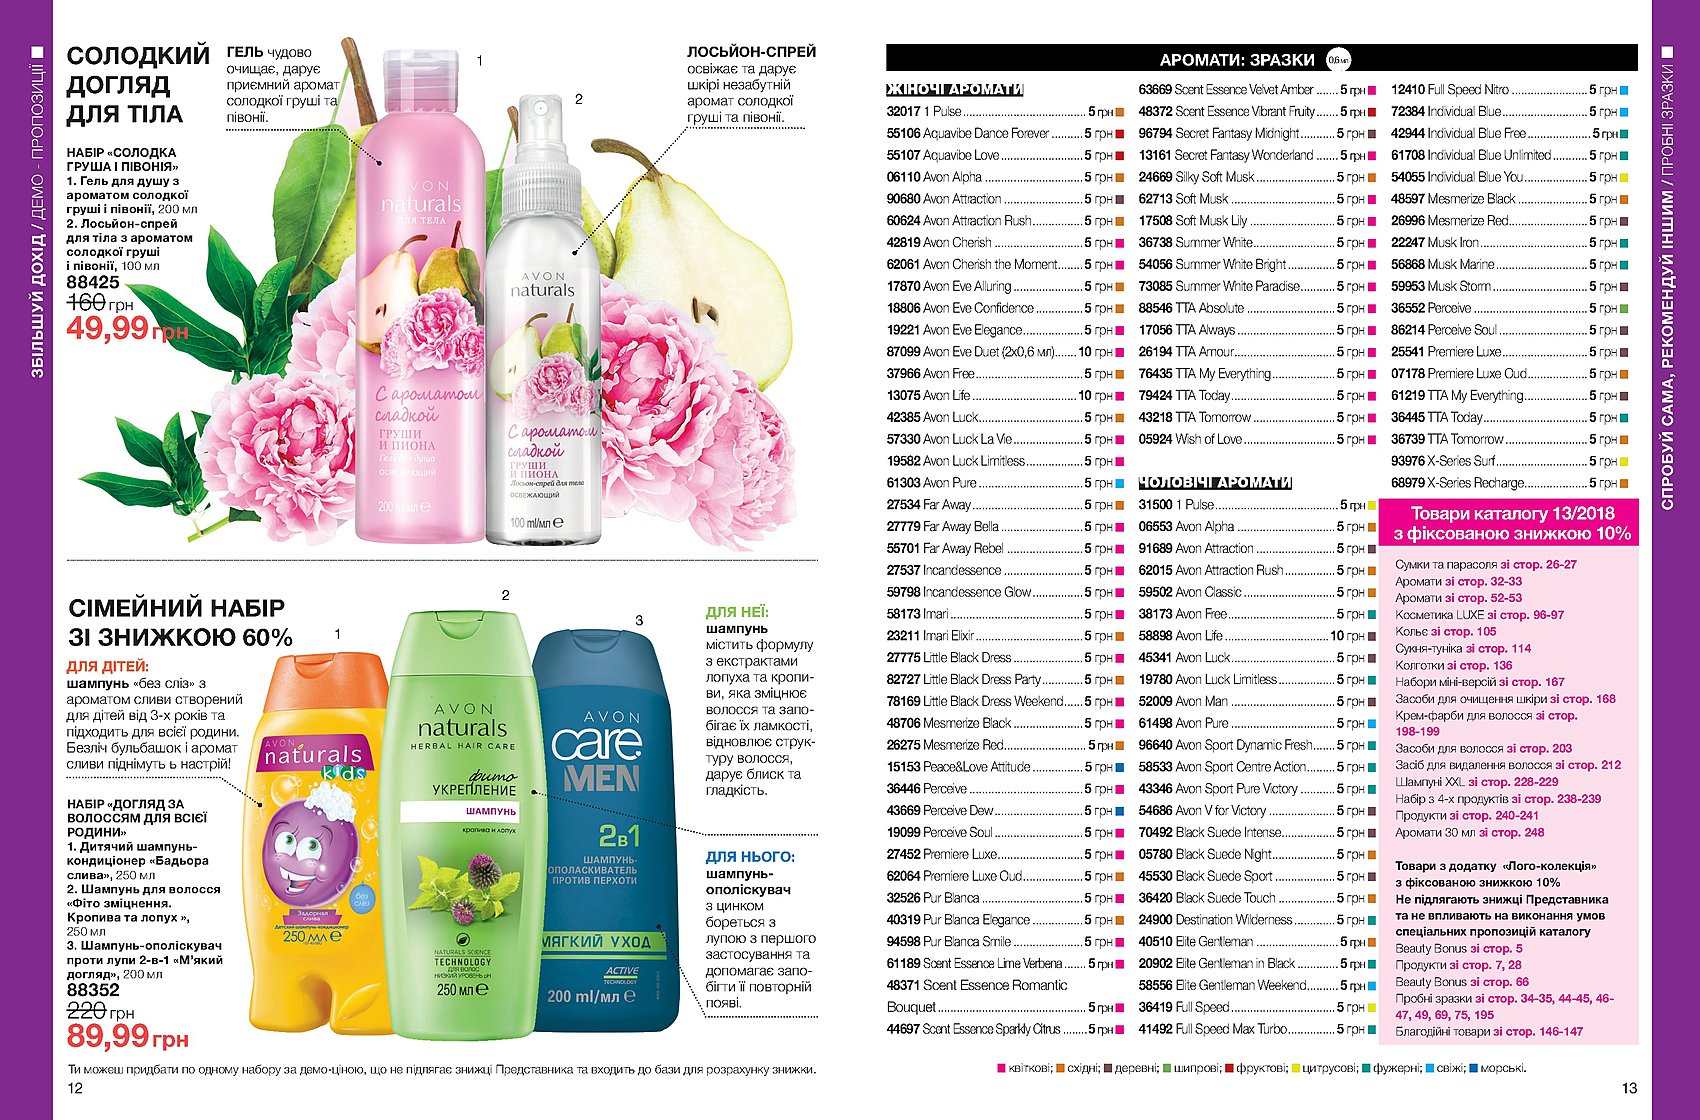 ЗБІЛЬШУЙ ДОХІД / ДЕМО - ПРОПОЗИЦІЇ
СОЛОДКИЙ
ДОГЛЯД
ДЛЯ ТІЛА
ГЕЛЬ чудово
очищає, дарує
приємний аромат
солодкої груші та
півонії.
1
2
ЛОСЬЙОН-СПРЕЙ
освіжає та дарує
шкірі незабутній
аромат солодкої
груші та півонії.
НАБІР «СОЛОДКА
ГРУША І ПІВОНІЯ»
1. Гель для душу з
ароматом солодкої
груші і півонії, 200 мл
2. Лосьйон-спрей
для тіла з ароматом
солодкої груші
і півонії, 100 мл
88425
160 грн
49,99 грн
AVON
naturals
ДЛЯ ТЕЛА
С ароматом
сладкой
ГРУШИ
И ПИОНА
Гель для душа
ОСВЕЖАЮЩИЙ
200 ml/мл e
AVON
naturals
С ароматом
сладкой
ГРУШИ
И ПИОНА
Лосьон-спрей для тела
ОСВЕЖАЮЩИЙ
100 ml/мл e
СІМЕЙНИЙ НАБІР
ЗІ ЗНИЖКОЮ 60%
1
2
3
ДЛЯ ДІТЕЙ:
шампунь «без сліз» з
ароматом сливи створений
для дітей від 3-х років та
підходить для всієї родини.
Безліч бульбашок і аромат
сливи піднімуть ь настрій!
НАБІР «ДОГЛЯД ЗА
ВОЛОССЯМ ДЛЯ ВСІЄЇ
РОДИНИ»
1. Дитячий шампунь-
кондиціонер «Бадьора
слива», 250 мл
2. Шампунь для волосся
«Фіто зміцнення.
Кропива та лопух »,
250 мл
3. Шампунь-ополіскувач
проти лупи 2-в-1 «М'який
догляд», 200 мл
88352
220 грн
89,99 грн
AVON
naturals
kids
без
слез
Задорная
слива
Детский шампунь-кондиционер
250 мл e
AVON
naturals
HERBAL HAIR CARE
фито
УКРЕПЛЕНИЕ
ШАМПУНЬ
крапива и лопух
NATURALS SCIENCE
TECHNOLOGY
ДЛЯ ВОЛОС
НИЗКИЙ УРОВЕНЬ pH
250 мл e
AVON
care
MEN
2в1
ШАМПУНЬ-
ОПОЛАСКИВАТЕЛЬ
ПРОТИВ ПЕРХОТИ
МЯГКИЙ УХОД
ACTIVE
TECHNOLOGY
200 ml/мл e
ДЛЯ НЕЇ:
шампунь
містить формулу
з екстрактами
лопуха та кропи-
ви, яка зміцнює
волосся та запо-
бігає їх ламкості,
відновлює струк-
туру волосся,
дарує блиск та
гладкість.
ДЛЯ НЬОГО:
шампунь-
ополіскувач
з цинком
бореться з
лупою з першого
застосування та
допомагає запо-
бігти її повторній
появі.
Ти можеш придбати по одному набору за демо-ціною, що не підлягає знижці Представника та входить до бази для розрахунку знижки.
12
АРОМАТИ: ЗРАЗКИ 0,6 мл
ЖІНОЧІ АРОМАТИ
32017 1 Pulse 5 грн
55106 Aquavibe Dance Forever 5 грн
55107 Aquavibe Love 5 грн
06110 Avon Alpha 5 грн
90680 Avon Attraction 5 грн
60624 Avon Attraction Rush 5 грн
42819 Avon Cherish 5 грн
62061 Avon Cherish the Moment 5 грн
17870 Avon Eve Alluring 5 грн
18806 Avon Eve Confidence 5 грн
19221 Avon Eve Elegance 5 грн
87099 Avon Eve Duet (2x0,6 мл) 10 грн
37966 Avon Free 5 грн
13075 Avon Life 10 грн
42385 Avon Luck 5 грн
57330 Avon Luck La Vie 5 грн
19582 Avon Luck Limitless 5 грн
61303 Avon Pure 5 грн
27534 Far Away 5 грн
27779 Far Away Bella 5 грн
55701 Far Away Rebel 5 грн
27537 Incandessence 5 грн
59798 Incandessence Glow 5 грн
58173 Imari 5 грн
23211 Imari Elixir 5 грн
27775 Little Black Dress 5 грн
82727 Little Black Dress Party 5 грн
78169 Little Black Dress Weekend 5 грн
48706 Mesmerize Black 5 грн
26275 Mesmerize Red 5 грн
15153 Peace&Love Attitude 5 грн
36446 Perceive 5 грн
43669 Perceive Dew 5 грн
19099 Perceive Soul 5 грн
27452 Premiere Luxe 5 грн
62064 Premiere Luxe Oud 5 грн
32526 Pur Blanca 5 грн
40319 Pur Blanca Elegance 5 грн
94598 Pur Blanca Smile 5 грн
61189 Scent Essence Lime Verbena 5 грн
48371 Scent Essence Romantic
Bouquet 5 грн
44697 Scent Essence Sparkly Citrus 5 грн
63669 Scent Essence Velvet Amber 5 грн
48372 Scent Essence Vibrant Fruity 5 грн
96794 Secret Fantasy Midnight 5 грн
13161 Secret Fantasy Wonderland 5 грн
24669 Silky Soft Musk 5 грн
62713 Soft Musk 5 грн
17508 Soft Musk Lily 5 грн
36738 Summer White 5 грн
54056 Summer White Bright 5 грн
73085 Summer White Paradise 5 грн
88546 TTA Absolute 5 грн
17056 TTA Always 5 грн
26194 TTA Amour 5 грн
76435 TTA My Everything 5 грн
79424 TTA Today 5 грн
43218 TTA Tomorrow 5 грн
05924 Wish of Love 5 грн
ЧОЛОВІЧІ АРОМАТИ
31500 1 Pulse 5 грн
06553 Avon Alpha 5 грн
91689 Avon Attraction 5 грн
62015 Avon Attraction Rush 5 грн
59502 Avon Classic 5 грн
38173 Avon Free 5 грн
58898 Avon Life 10 грн
45341 Avon Luck 5 грн
19780 Avon Luck Limitless 5 грн
52009 Avon Man 5 грн
61498 Avon Pure 5 грн
96640 Avon Sport Dynamic Fresh 5 грн
58533 Avon Sport Centre Action 5 грн
43346 Avon Sport Pure Victory 5 грн
54686 Avon V for Victory 5 грн
70492 Black Suede Intense 5 грн
05780 Black Suede Night 5 грн
45530 Black Suede Sport 5 грн
36420 Black Suede Touch 5 грн
24900 Destination Wilderness 5 грн
40510 Elite Gentleman 5 грн
20902 Elite Gentleman in Black 5 грн
58556 Elite Gentleman Weekend 5 грн
36419 Full Speed 5 грн
41492 Full Speed Max Turbo 5 грн
12410 Full Speed Nitro 5 грн
72384 Individual Blue 5 грн
42944 Individual Blue Free 5 грн
61708 Individual Blue Unlimited 5 грн
54055 Individual Blue You 5 грн
48597 Mesmerize Black 5 грн
26996 Mesmerize Red 5 грн
22247 Musk Iron 5 грн
56868 Musk Marine 5 грн
59953 Musk Storm 5 грн
36552 Perceive 5 грн
86214 Perceive Soul 5 грн
25541 Premiere Luxe 5 грн
07178 Premiere Luxe Oud 5 грн
61219 TTA My Everything 5 грн
36445 TTA Today 5 грн
36739 TTA Tomorrow 5 грн
93976 X-Series Surf 5 грн
68979 X-Series Recharge 5 грн
Товари каталогу 13/2018
з фіксованою знижкою 10%
Сумки та парасоля зі стор. 26-27
Аромати зі стор. 32-33
Аромати зі стор. 52-53
Косметика LUXE зі стор. 96-97
Кольє зі стор. 105
Сукня-туніка зі стор. 114
Колготки зі стор. 136
Набори міні-версій зі стор. 167
Засоби для очищення шкіри зі стор. 168
Крем-фарби для волосся зі стор.
198-199
Засоби для волосся зі стор. 203
Засіб для видалення волосся зі стор. 212
Шампуні XXL зі стор. 228-229
Набір з 4-х продуктів зі стор. 238-239
Продукти зі стор. 240-241
Аромати 30 мл зі стор. 248
Товари з додатку «Лого-колекція»
з фіксованою знижкою 10%
Не підлягають знижці Представника
та не впливають на виконання умов
спеціальних пропозицій каталогу
Beauty Bonus зі стор. 5
Продукти зі стор. 7, 28
Beauty Bonus зі стор. 66
Пробні зразки зі стор. 34-35, 44-45, 46-
47, 49, 69, 75, 195
Благодійні товари зі стор. 146-147
квіткові; східні; деревні; шипрові; фруктові; цитрусові; фужерні; свіжі; морські.
13
СПРОБУЙ САМА, РЕКОМЕНДУЙ ІНШИМ / ПРОБНІ ЗРАЗКИ